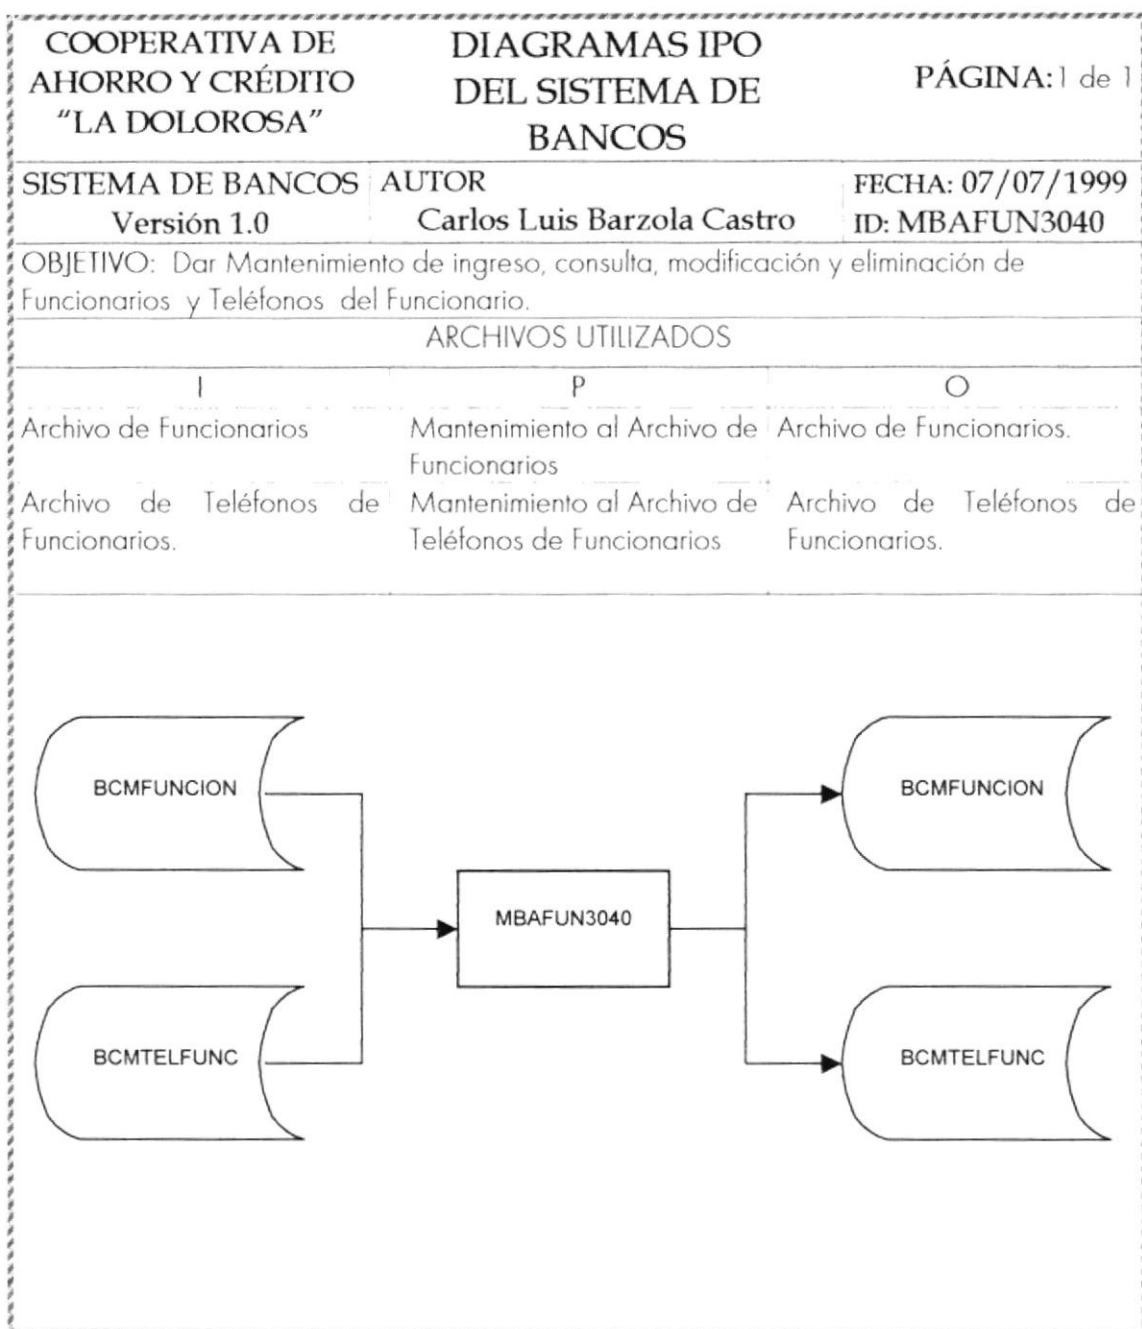 COOPERATIVA DE
AHORRO Y CRÉDITO
“LA DOLOROSA”
DIAGRAMAS IPO
DEL SISTEMA DE
BANCOS
PÁGINA: 1 de 1
SISTEMA DE BANCOS
Versión 1.0
AUTOR
Carlos Luis Barzola Castro
FECHA: 07/07/1999
ID: MBAFUN3040
OBJETIVO: Dar Mantenimiento de ingreso, consulta, modificación y eliminación de
Funcionarios y Teléfonos del Funcionario.
ARCHIVOS UTILIZADOS
I
P
O
Archivo de Funcionarios
Mantenimiento al Archivo de
Funcionarios
Archivo de Funcionarios.
Archivo de Teléfonos de
Funcionarios.
Mantenimiento al Archivo de
Teléfonos de Funcionarios
Archivo de Teléfonos de
Funcionarios.
BCMFUNCION
BCMFUNCION
MBAFUN3040
BCMTELFUNC
BCMTELFUNC